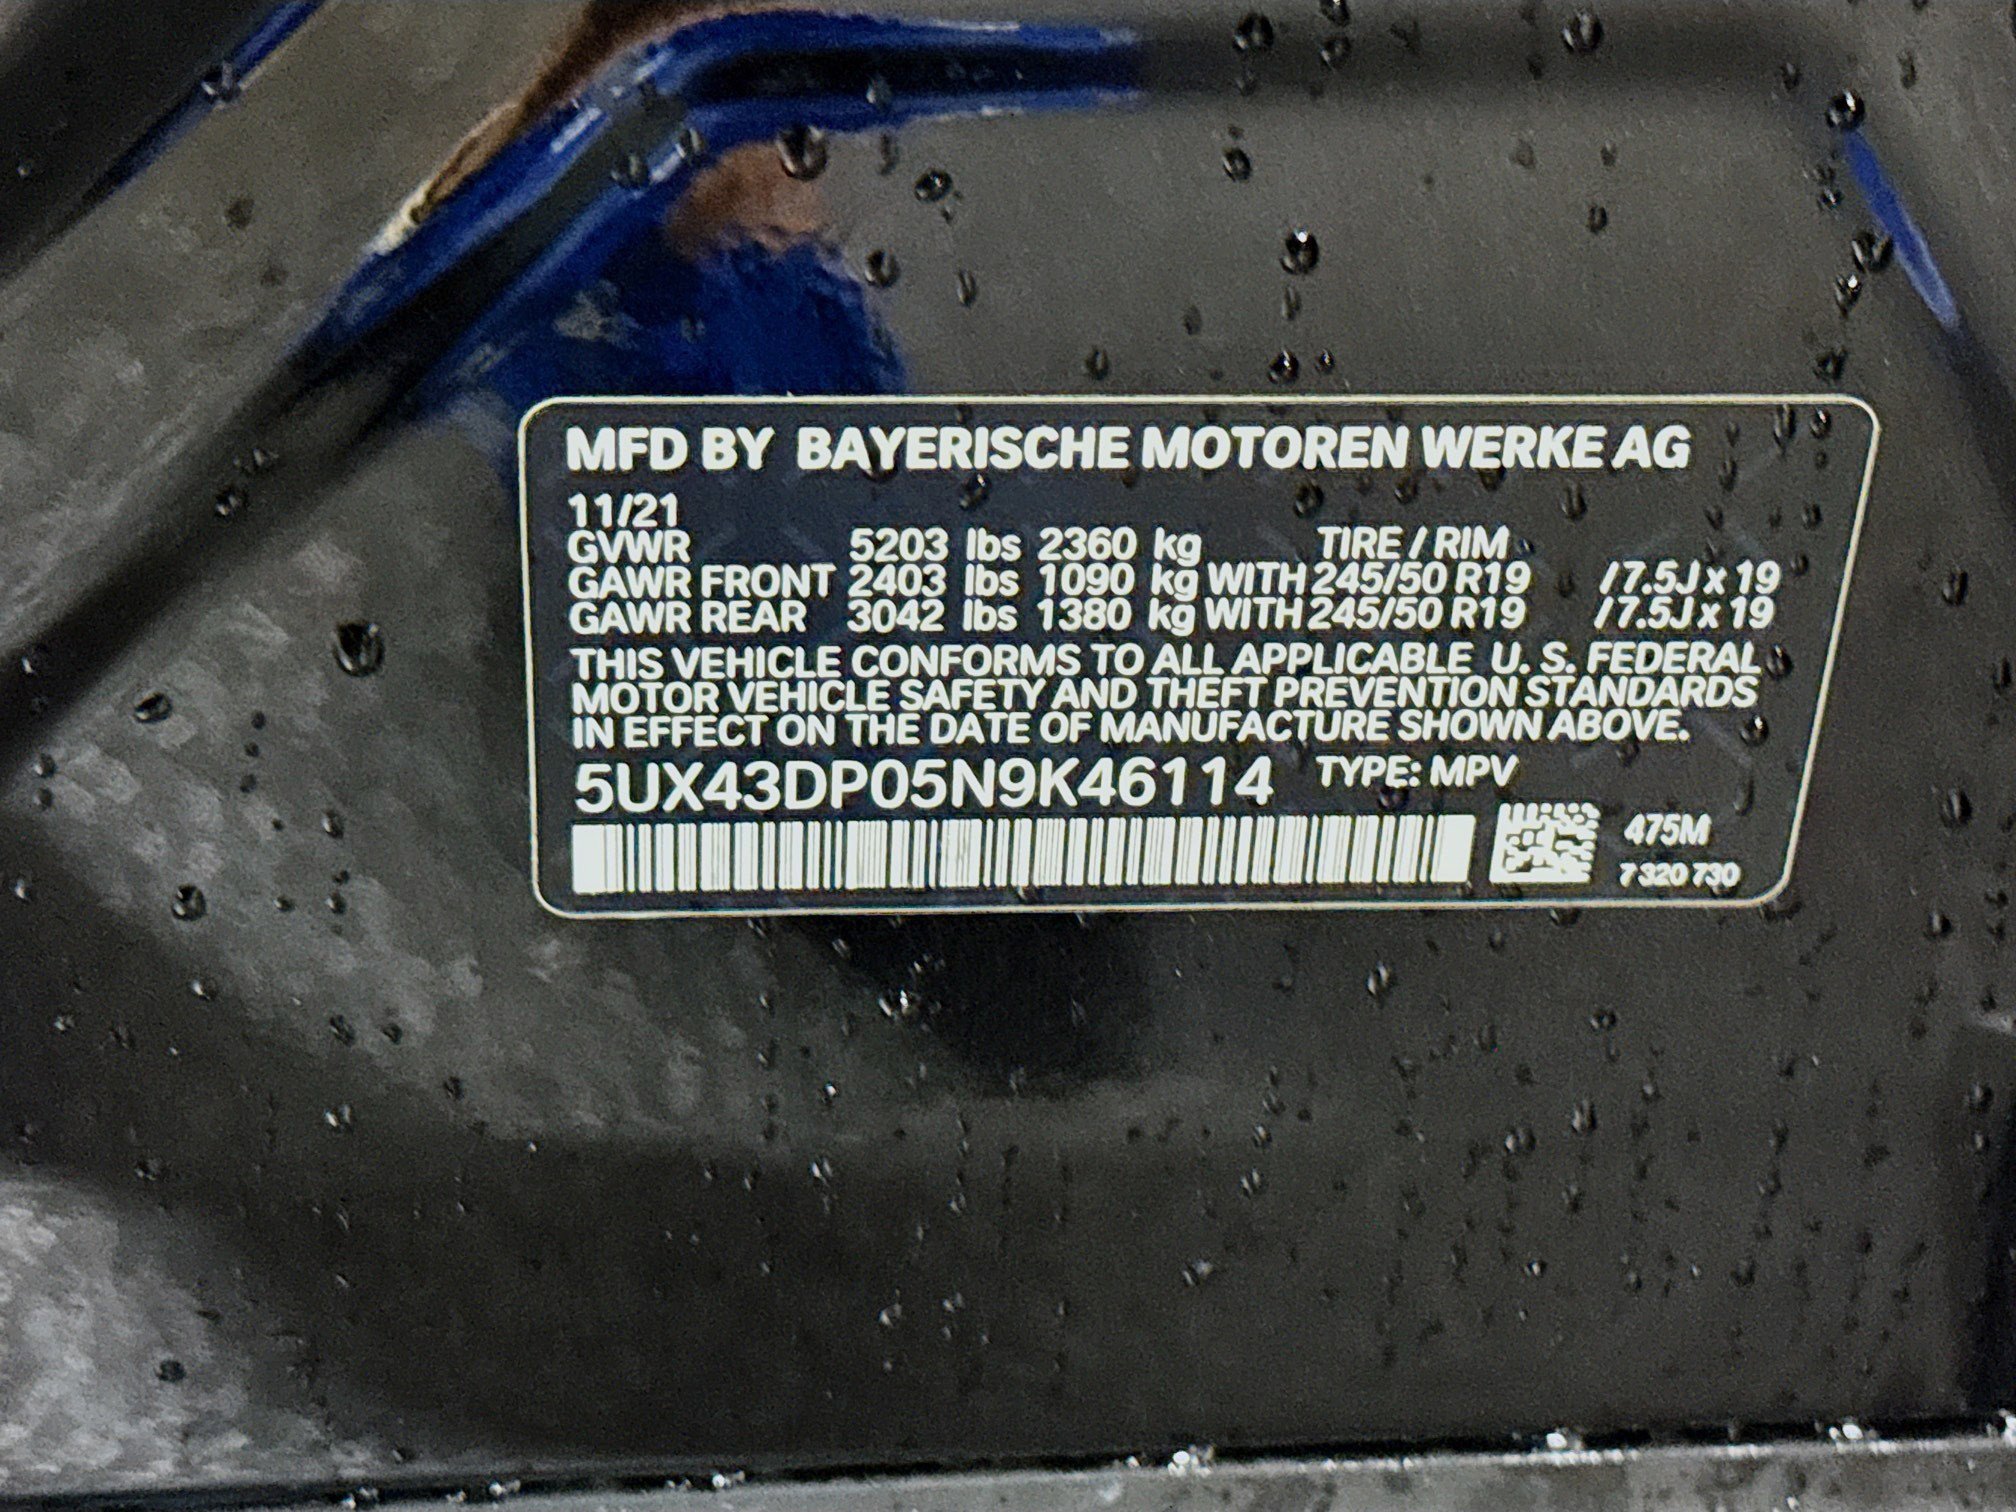 MFD BY BAYERISCHE MOTOREN WERKE AG
11/21
GVWR 5203 lbs 2360 kg TIRE / RIM
GAWR FRONT 2403 lbs 1090 kg WITH 245/50 R19 /7.5J x 19
GAWR REAR 3042 lbs 1380 kg WITH 245/50 R19 /7.5J x 19
THIS VEHICLE CONFORMS TO ALL APPLICABLE U. S. FEDERAL
MOTOR VEHICLE SAFETY AND THEFT PREVENTION STANDARDS
IN EFFECT ON THE DATE OF MANUFACTURE SHOWN ABOVE.
5UX43DP05N9K46114 TYPE: MPV
475M
7 320 730